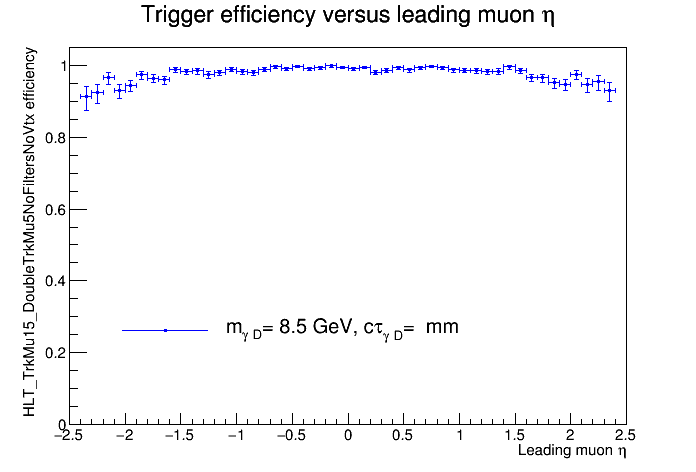 Trigger efficiency versus leading muon η
HLT_TrkMu15_DoubleTrkMu5NoFiltersNoVtx efficiency
1
0.8
0.6
0.4
0.2
0
m_γ D= 8.5 GeV, cτ_γ D=  mm
−2.5 −2 −1.5 −1 −0.5 0 0.5 1 1.5 2 2.5
Leading muon η